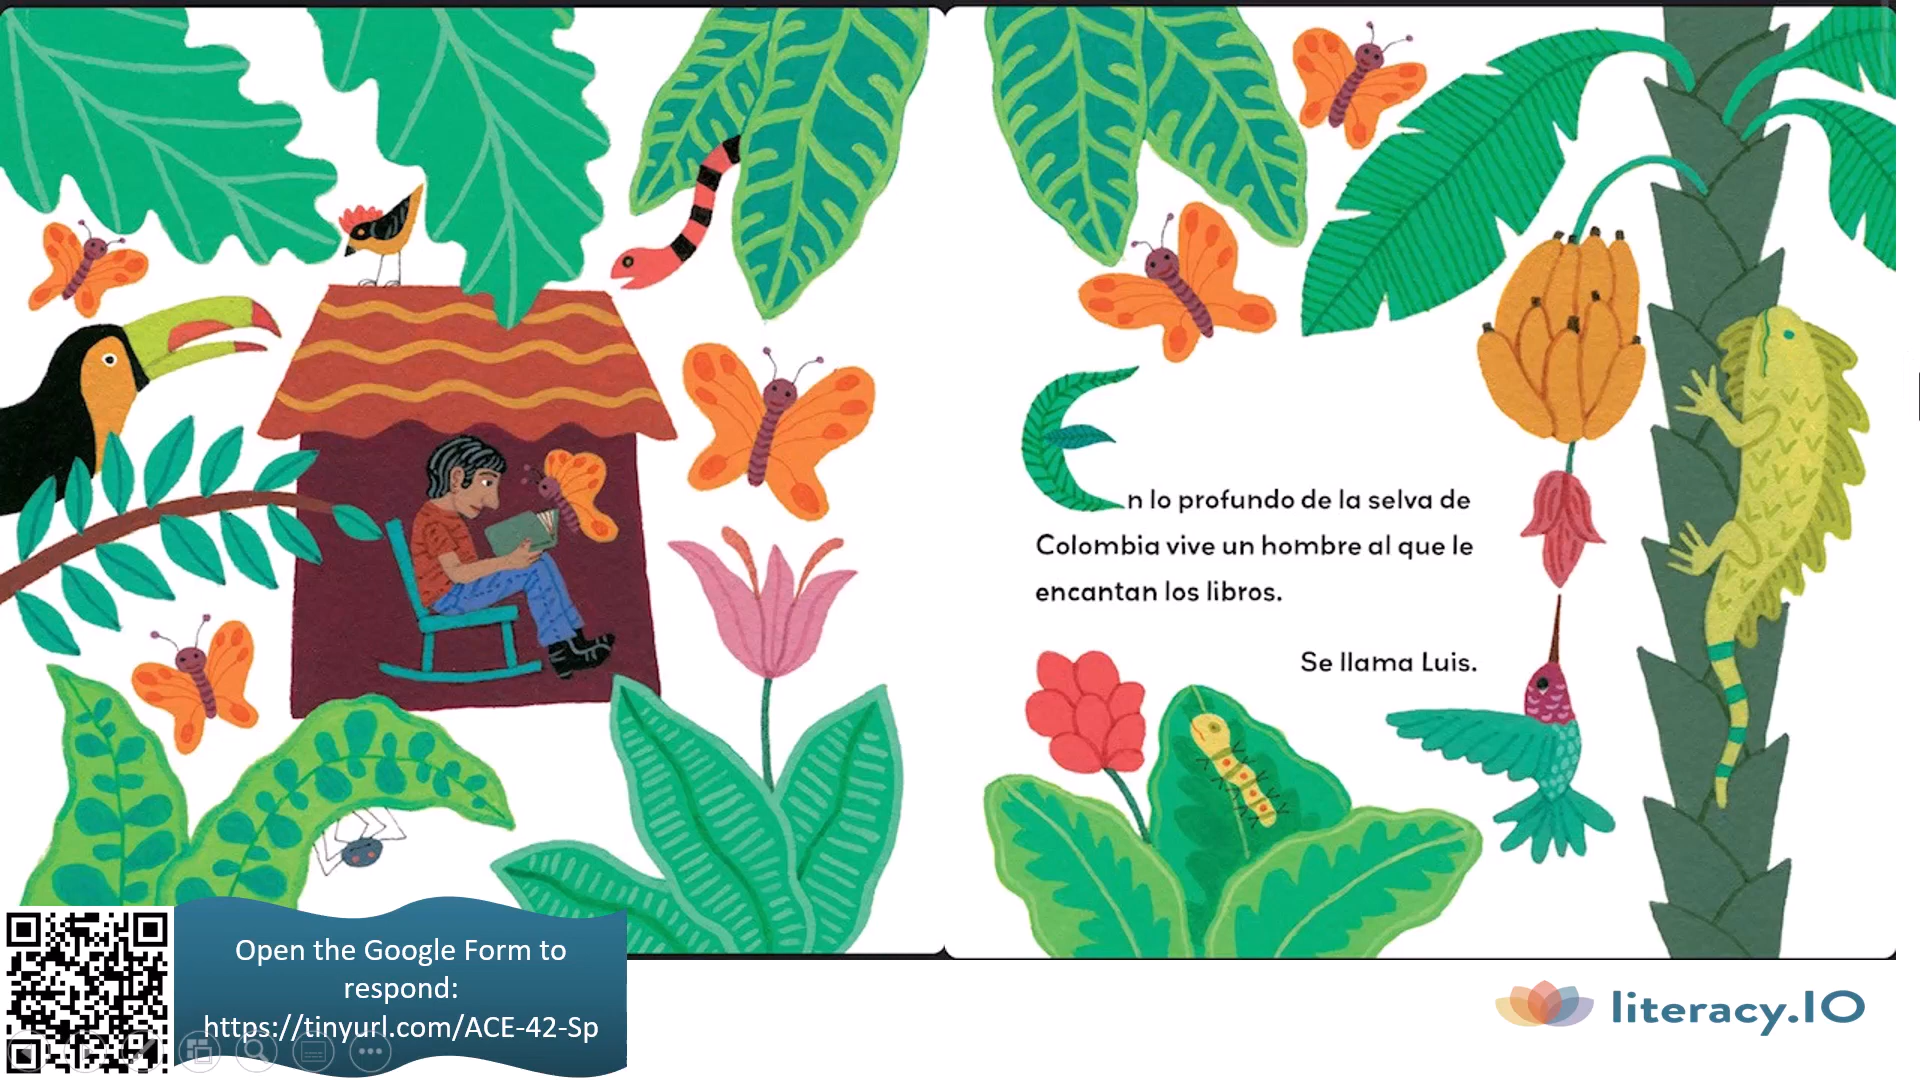 En lo profundo de la selva de
Colombia vive un hombre al que le
encantan los libros.
Se llama Luis.
Open the Google Form to
respond:
https://tinyurl.com/ACE-42-Sp
literacy.IO